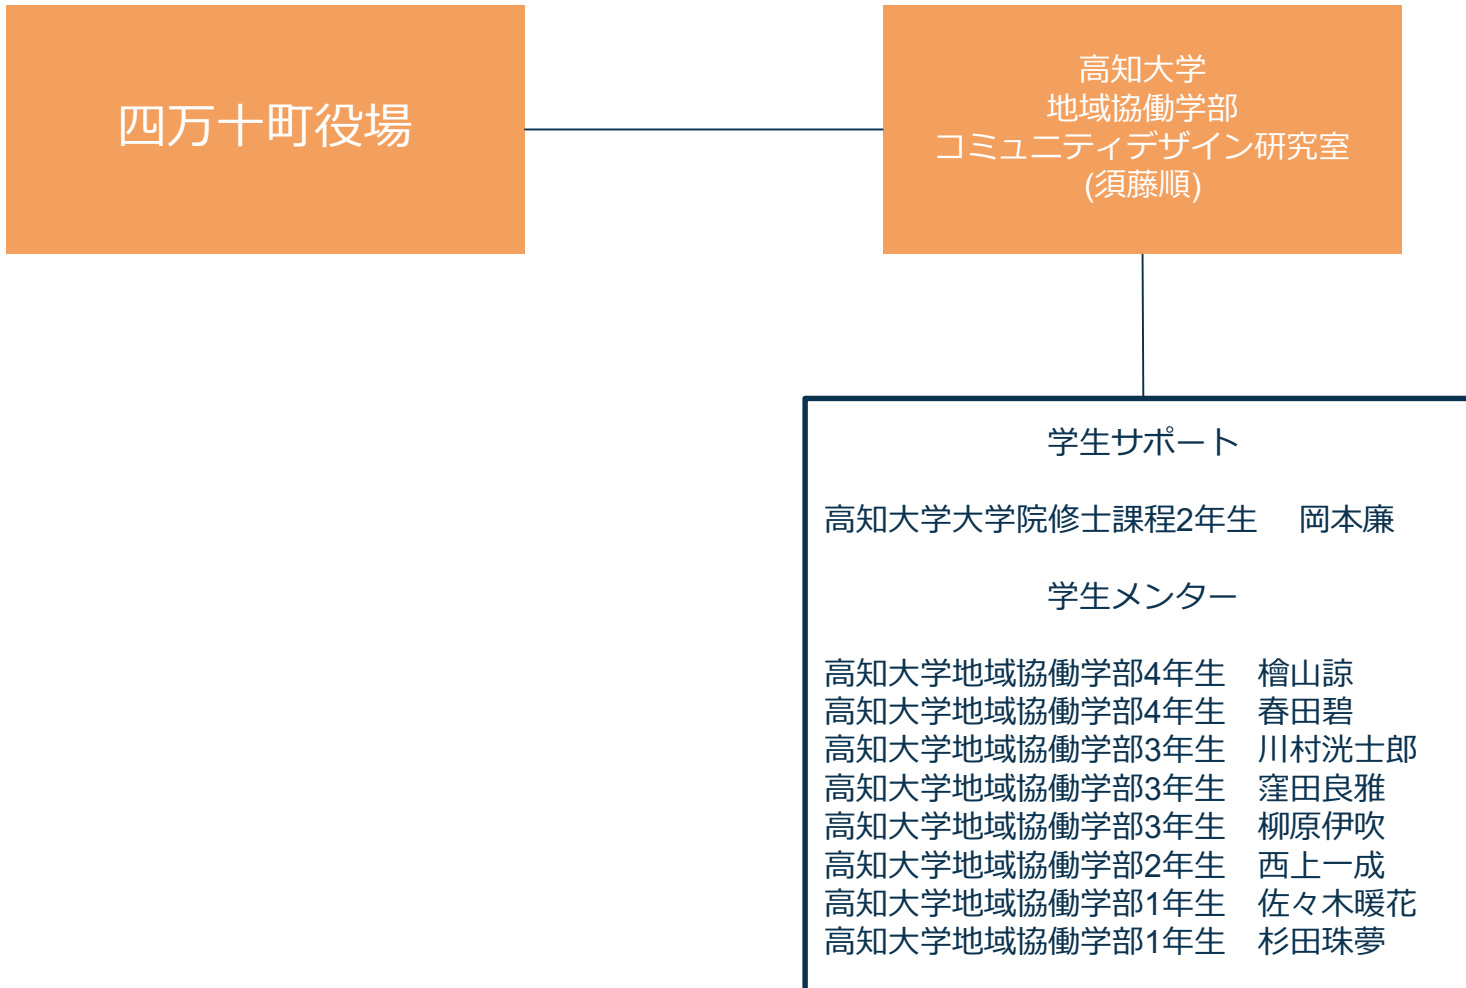 四万十町役場
高知大学
地域協働学部
コミュニティデザイン研究室
(須藤順)
学生サポート
高知大学大学院修士課程2年生　岡本廉
学生メンター
高知大学地域協働学部4年生　檜山諒
高知大学地域協働学部4年生　春田碧
高知大学地域協働学部3年生　川村洸士郎
高知大学地域協働学部3年生　窪田良雅
高知大学地域協働学部3年生　柳原伊吹
高知大学地域協働学部2年生　西上一成
高知大学地域協働学部1年生　佐々木暖花
高知大学地域協働学部1年生　杉田珠夢